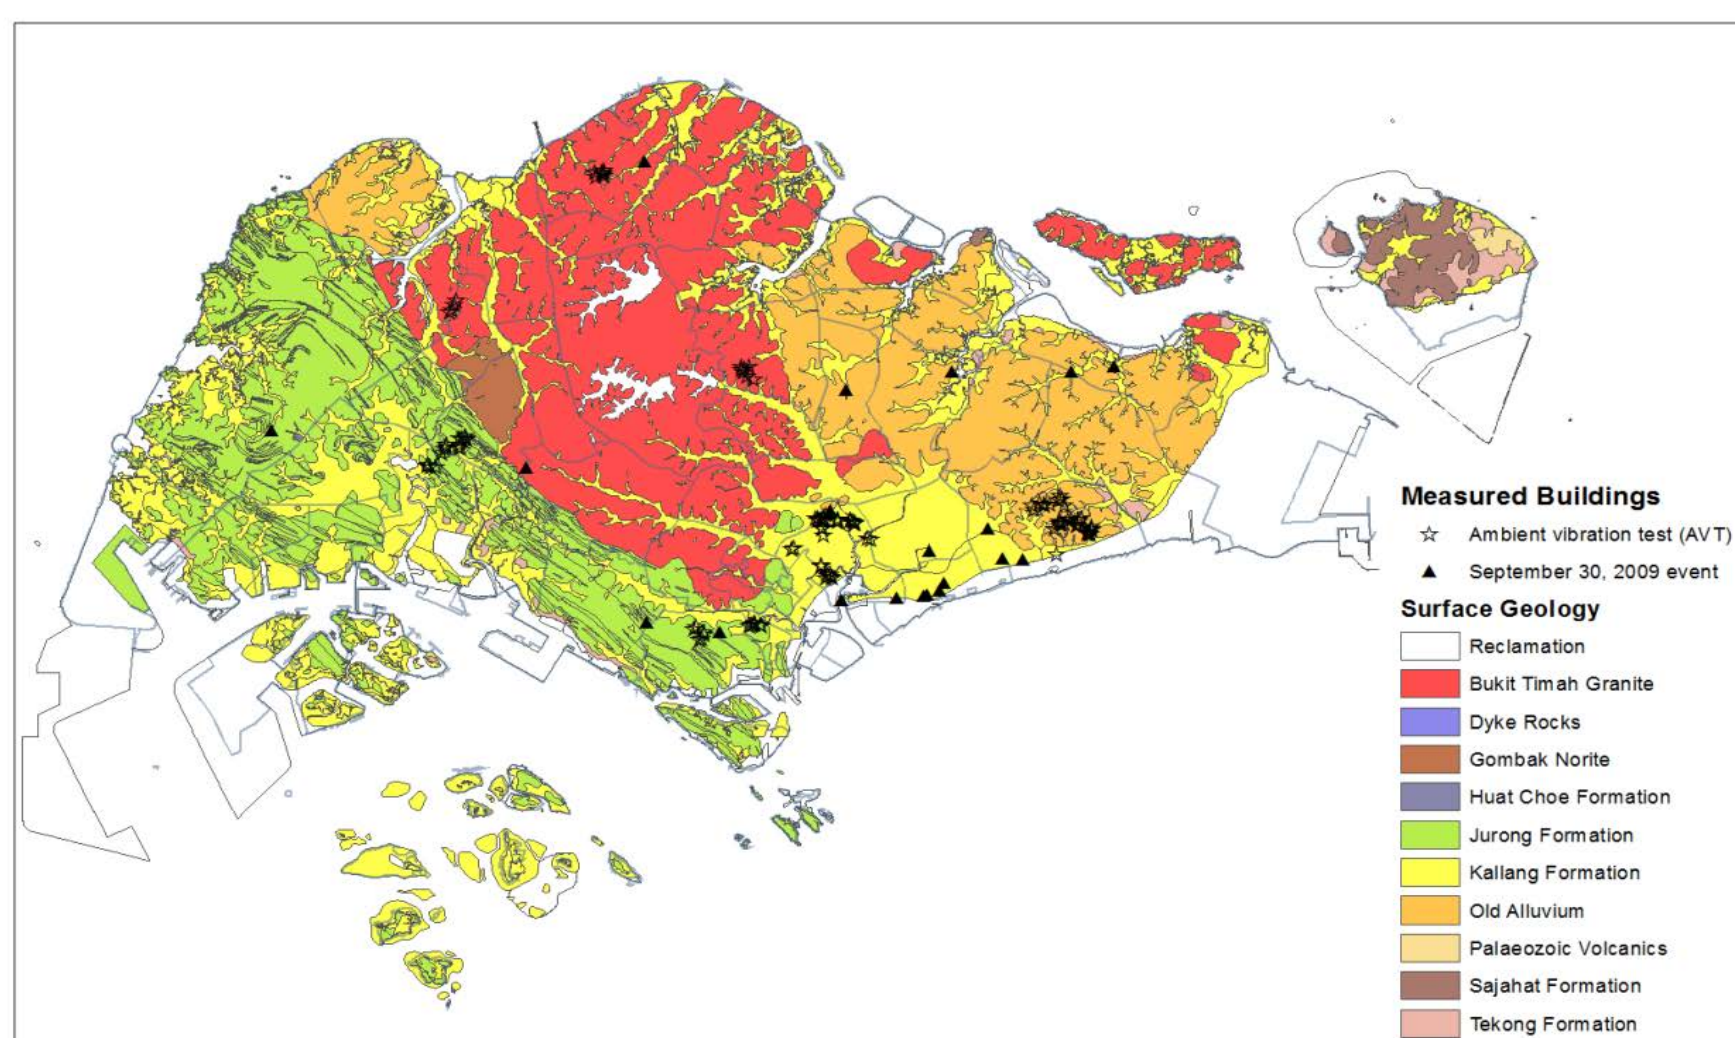 Measured Buildings
Ambient vibration test (AVT)
September 30, 2009 event
Surface Geology
Reclamation
Bukit Timah Granite
Dyke Rocks
Gombak Norite
Huat Choe Formation
Jurong Formation
Kallang Formation
Old Alluvium
Palaeozoic Volcanics
Sajahat Formation
Tekong Formation